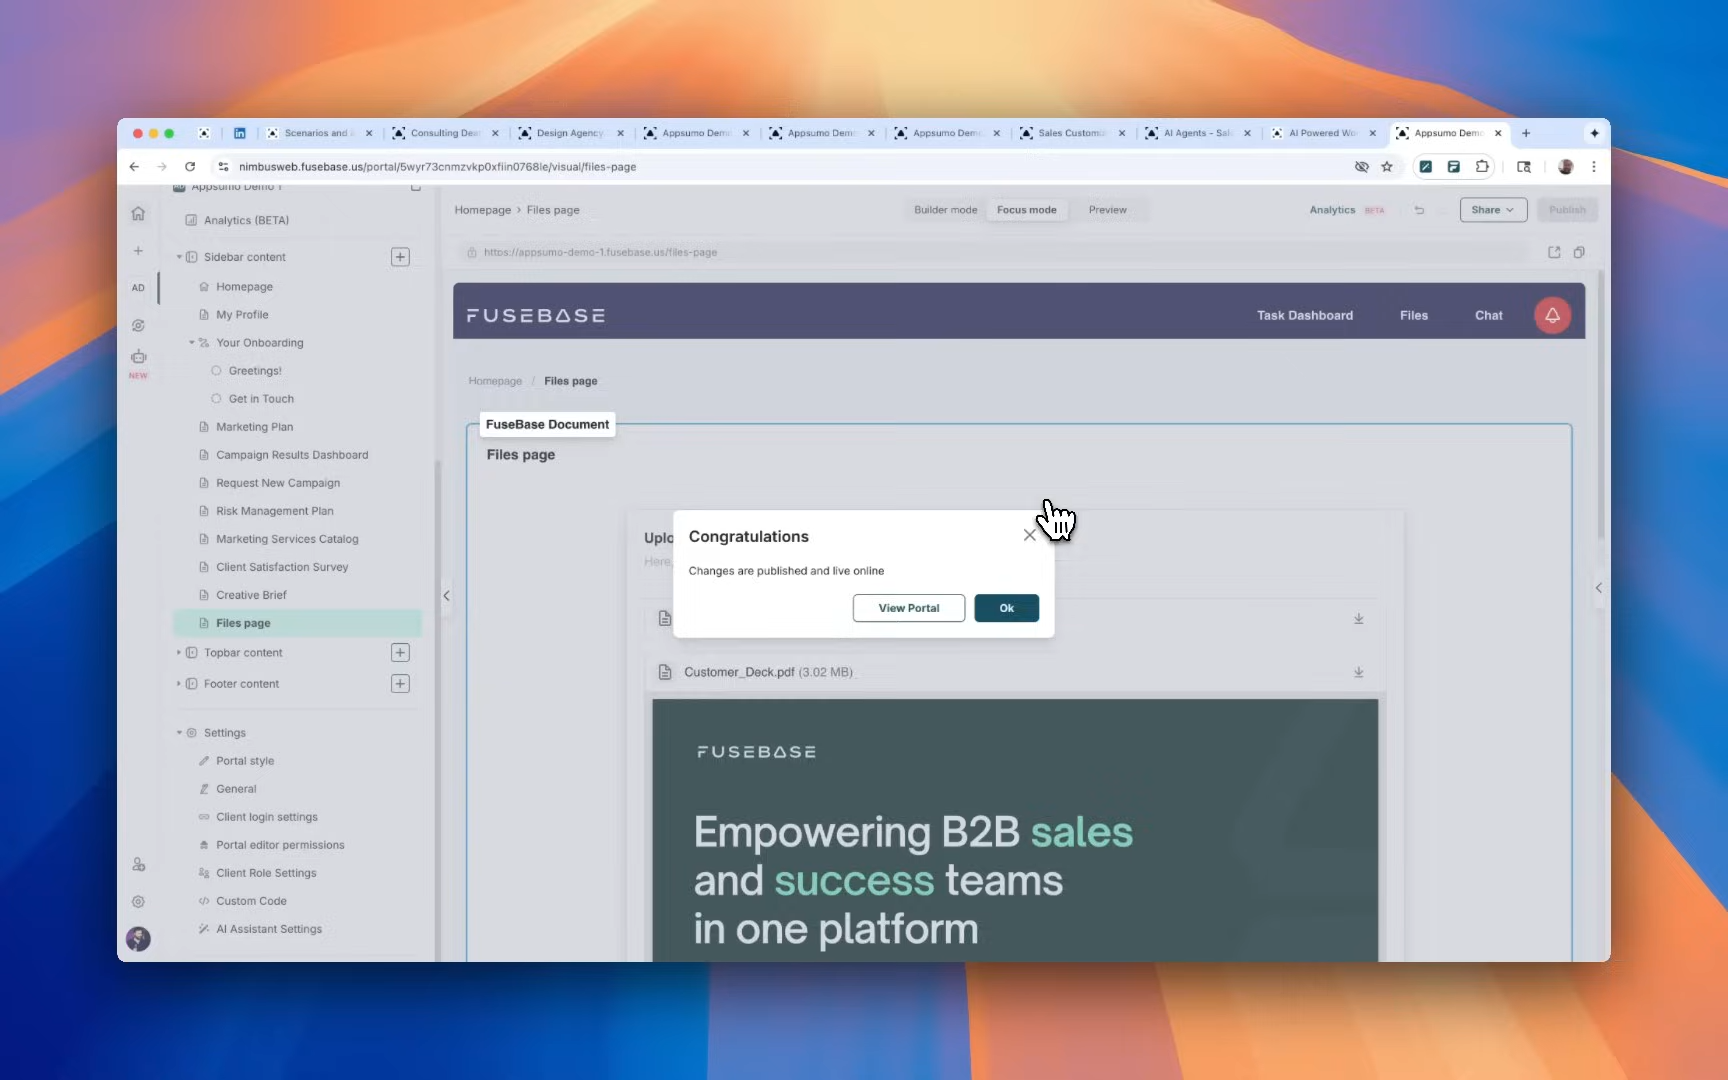 Scenarios and
Consulting
Design Agency
Appsumo Dem
Appsumo Demo
Appsumo Dem
Sales Customiz
AI Agents - Sal
AI Powered Wo
Appsumo Demo
nimbusweb.fusebase.us/portal/5wyr73cnmzvkp0xfiin0768le/visual/files-page
Appsumo Demo 1
Analytics (BETA)
Sidebar content
Homepage
My Profile
Your Onboarding
Greetings!
Get in Touch
Marketing Plan
Campaign Results Dashboard
Request New Campaign
Risk Management Plan
Marketing Services Catalog
Client Satisfaction Survey
Creative Brief
Files page
Topbar content
Footer content
Settings
Portal style
General
Client login settings
Portal editor permissions
Client Role Settings
Custom Code
AI Assistant Settings
AD
NEW
Homepage > Files page
Builder mode
Focus mode
Preview
Analytics BETA
Share
Publish
https://appsumo-demo-1.fusebase.us/files-page
FUSEBASE
Task Dashboard
Files
Chat
Homepage / Files page
FuseBase Document
Files page
Uplo
Here,
Congratulations
Changes are published and live online
View Portal
Ok
Customer_Deck.pdf (3.02 MB)
FUSEBASE
Empowering B2B sales
and success teams
in one platform